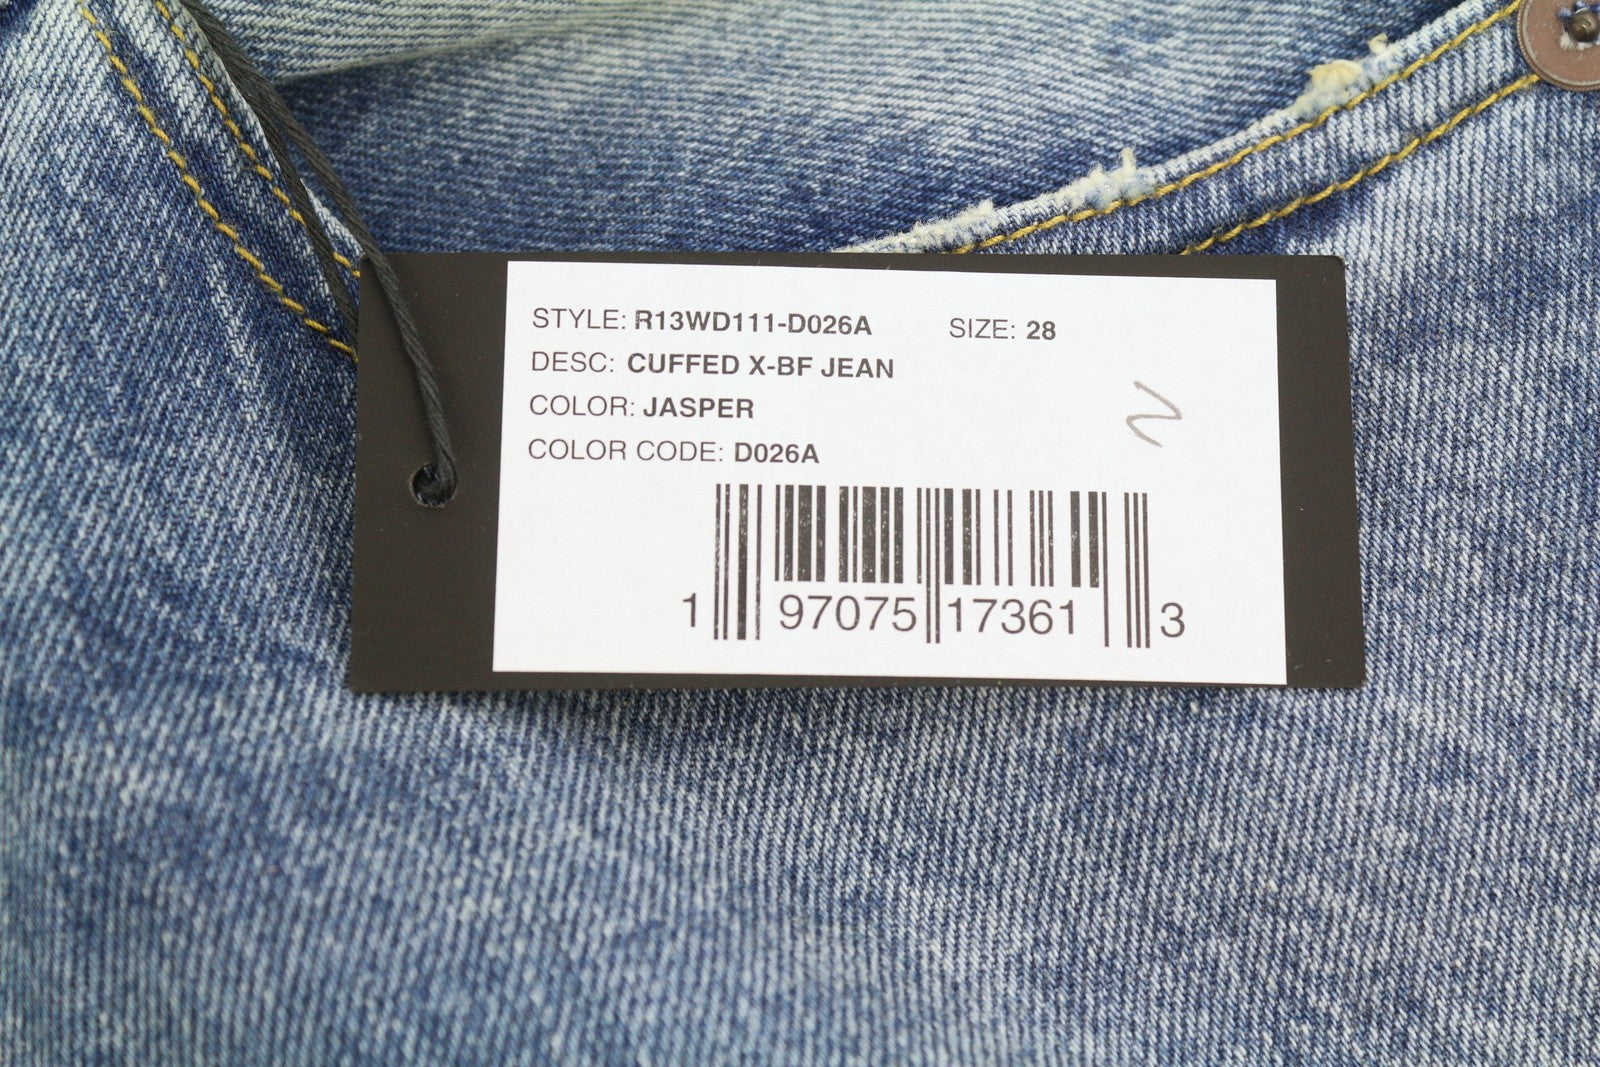 STYLE: R13WD111-D026A SIZE: 28
DESC: CUFFED X-BF JEAN
COLOR: JASPER
COLOR CODE: D026A
1 97075 17361 3